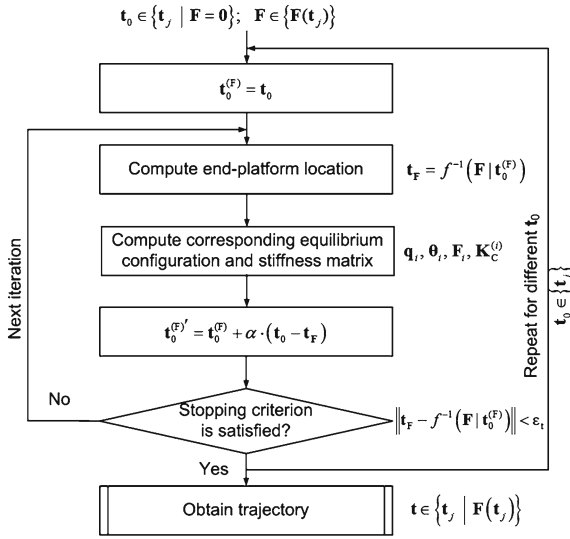 t₀ ∈ {tⱼ | F = 0}; F ∈ {F(tⱼ)}
t₀⁽ᶠ⁾ = t₀
Compute end-platform location
t_F = f⁻¹(F | t₀⁽ᶠ⁾)
Compute corresponding equilibrium
configuration and stiffness matrix
qᵢ, θᵢ, Fᵢ, K_C⁽ⁱ⁾
t₀⁽ᶠ⁾′ = t₀⁽ᶠ⁾ + α·(t₀ − t_F)
Next iteration
Repeat for different t₀
t₀ ∈ {tⱼ}
No
Stopping criterion
is satisfied?
‖t_F − f⁻¹(F | t₀⁽ᶠ⁾)‖ < εₜ
Yes
Obtain trajectory
t ∈ {tⱼ | F(tⱼ)}